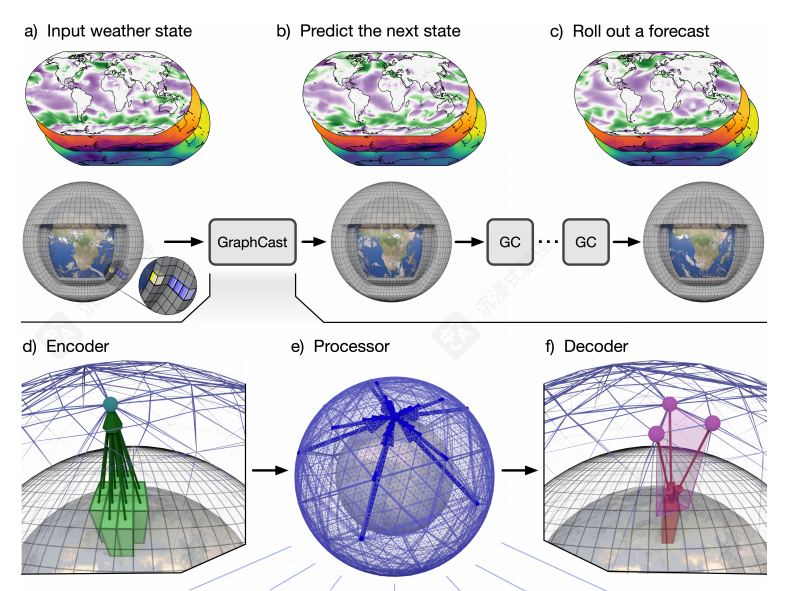 a) Input weather state
b) Predict the next state
c) Roll out a forecast
GraphCast
GC
...
GC
d) Encoder
e) Processor
f) Decoder